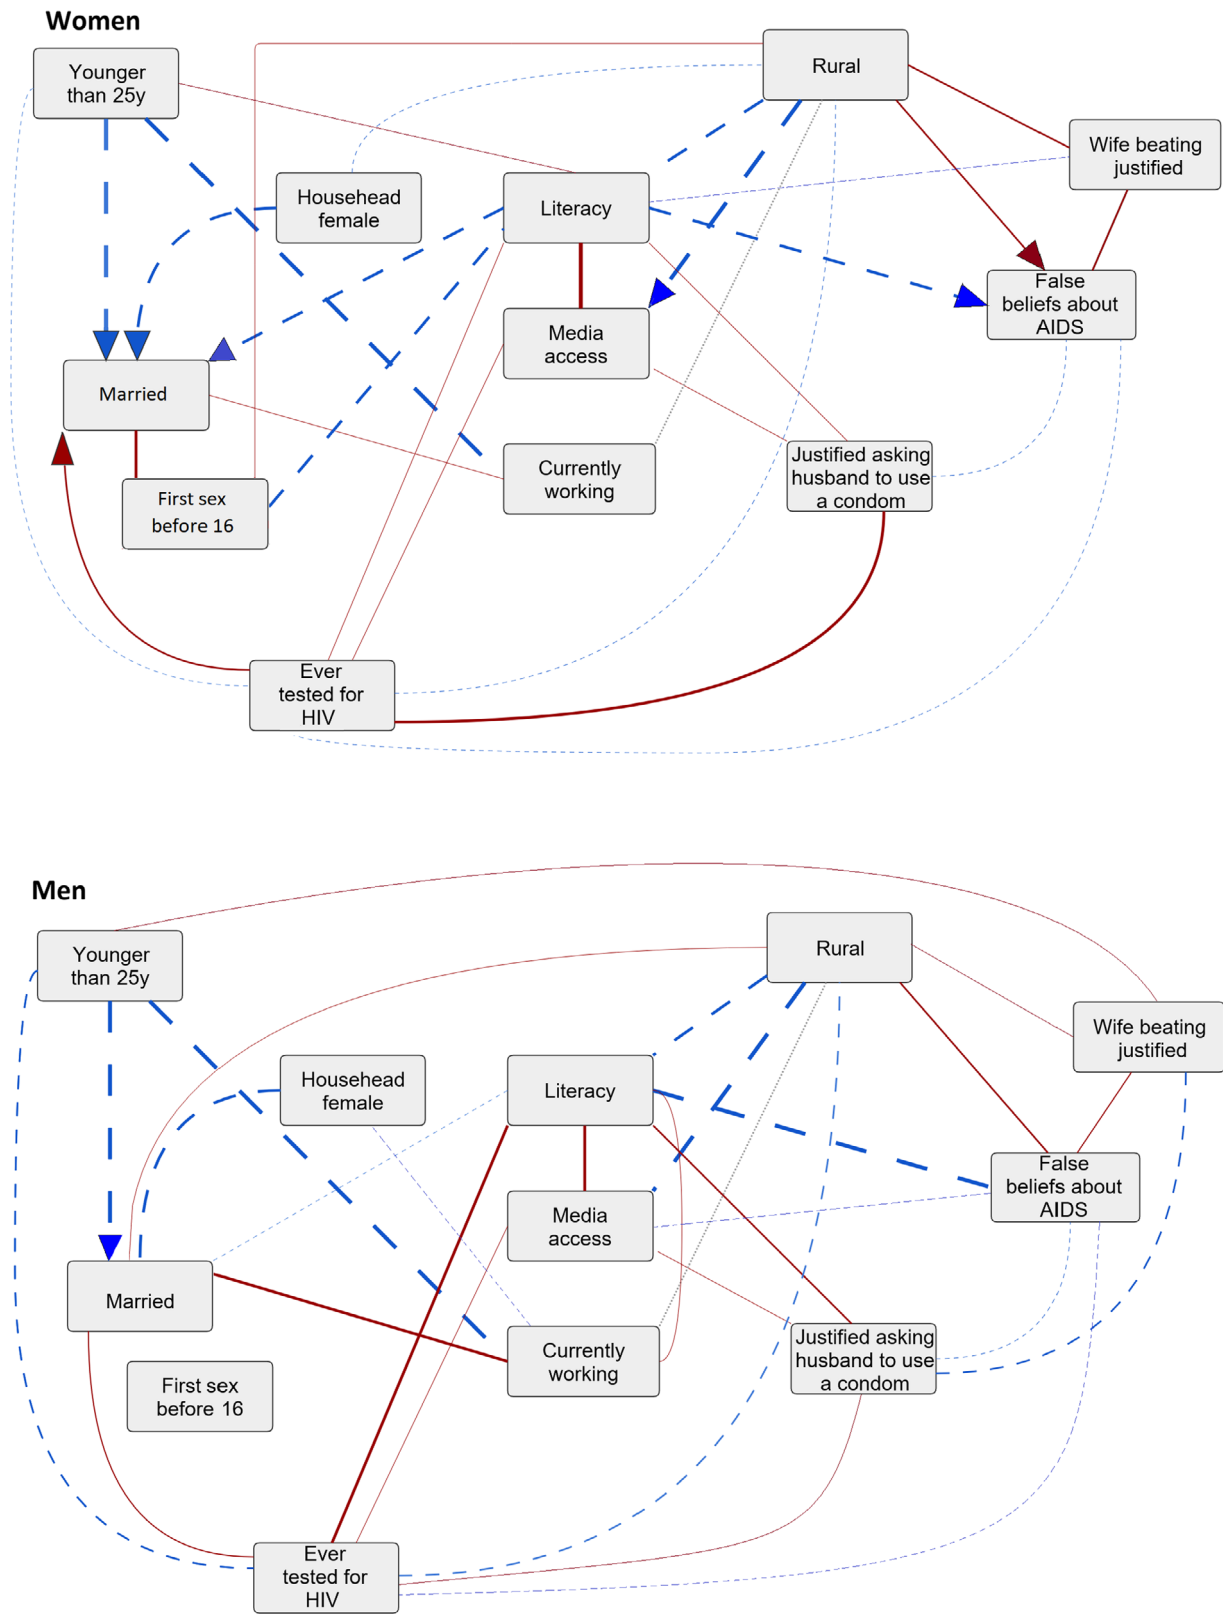 Women
Younger
than 25y
Rural
Wife beating
justified
Househead
female
Literacy
False
beliefs about
AIDS
Media
access
Married
Currently
working
Justified asking
husband to use
a condom
First sex
before 16
Ever
tested for
HIV
Men
Younger
than 25y
Rural
Wife beating
justified
Househead
female
Literacy
False
beliefs about
AIDS
Media
access
Married
Currently
working
Justified asking
husband to use
a condom
First sex
before 16
Ever
tested for
HIV